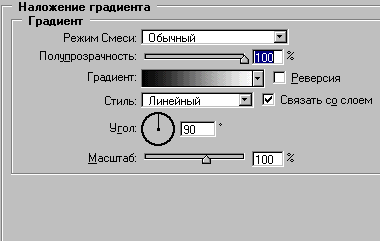 Наложение градиента
Градиент
Режим Смеси: Обычный
Полупрозрачность: 100 %
Градиент: Реверсия
Стиль: Линейный Связать со слоем
Угол: 90 °
Масштаб: 100 %